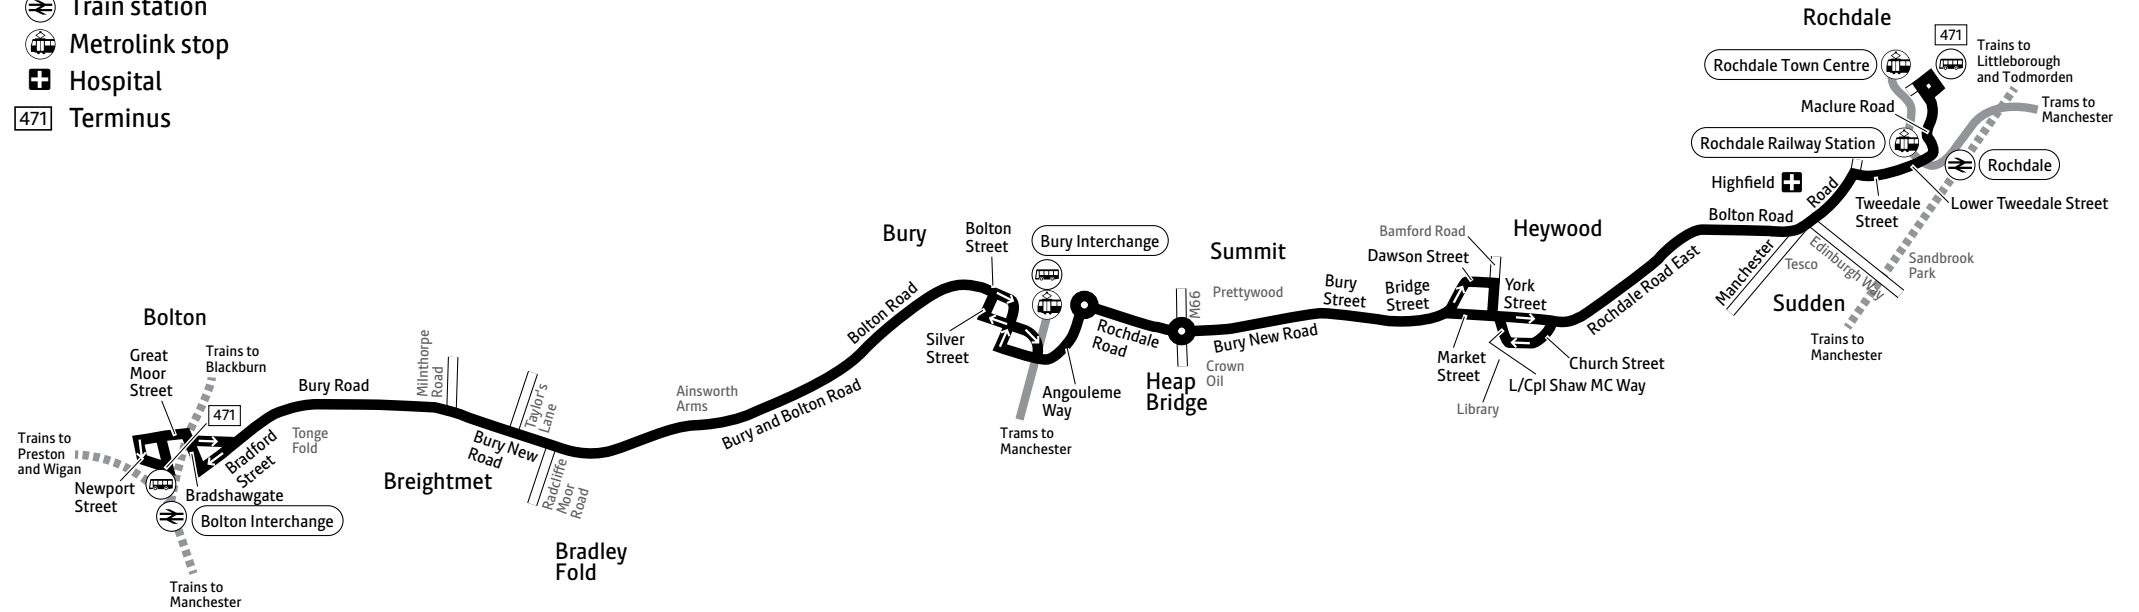 Train station
Metrolink stop
Hospital
471 Terminus
Bolton
Great
Moor
Street
Trains to
Blackburn
471
Trains to
Preston
and Wigan
Newport
Street
Bradshawgate
Bolton Interchange
Trains to
Manchester
Bradford
Street
Tonge
Fold
Bury Road
Milnthorpe
Road
Breightmet
Bury New
Road
Taylor's
Lane
Radcliffe
Moor
Road
Bradley
Fold
Ainsworth
Arms
Bury and Bolton Road
Bolton Road
Bury
Bolton
Street
Silver
Street
Bury Interchange
Trams to
Manchester
Angouleme
Way
Rochdale
Road
Summit
M66
Prettywood
Heap
Bridge
Crown
Oil
Bury New Road
Bury
Street
Bridge
Street
Bamford Road
Dawson Street
Heywood
York
Street
Market
Street
Church Street
L/Cpl Shaw MC Way
Library
Rochdale Road East
Bolton Road
Manchester
Road
Tesco
Sudden
Edinburgh Way
Sandbrook
Park
Trains to
Manchester
Highfield
Tweedale
Street
Lower Tweedale Street
Rochdale
471
Rochdale Town Centre
Trains to
Littleborough
and Todmorden
Maclure Road
Trams to
Manchester
Rochdale Railway Station
Rochdale